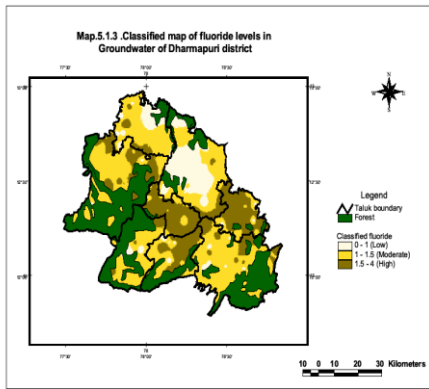 Map.5.1.3 .Classified map of fluoride levels in
Groundwater of Dharmapuri district
N
W
E
S
Legend
Taluk boundary
Forest
Classified fluoride
0 - 1 (Low)
1 - 1.5 (Moderate)
1.5 - 4 (High)
10 0 10 20 30 Kilometers